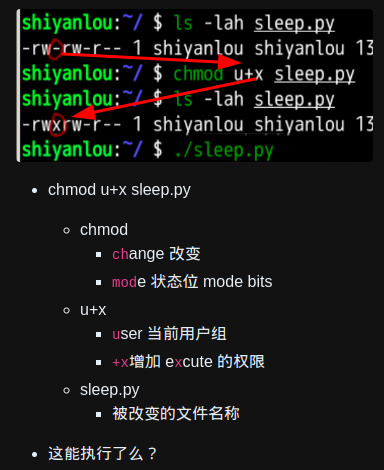 shiyanlou:~/ $ ls -lah sleep.py
-rw-rw-r-- 1 shiyanlou shiyanlou 13
shiyanlou:~/ $ chmod u+x sleep.py
shiyanlou:~/ $ ls -lah sleep.py
-rwxrw-r-- 1 shiyanlou shiyanlou 13
shiyanlou:~/ $ ./sleep.py
chmod u+x sleep.py
chmod
change 改变
mode 状态位 mode bits
u+x
user 当前用户组
+x增加 excute 的权限
sleep.py
被改变的文件名称
这能执行了么？